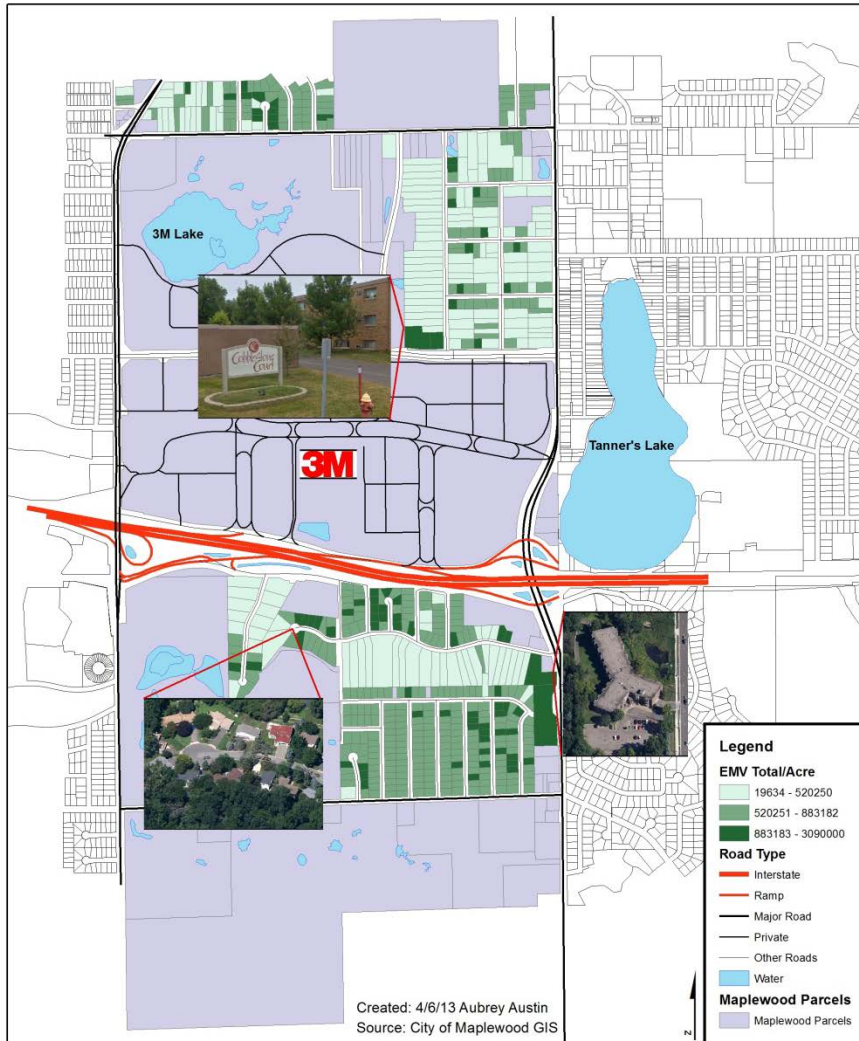 3M Lake
Cobblestone
Court
3M
Tanner's Lake
Legend
EMV Total/Acre
19634 - 520250
520251 - 883182
883183 - 3090000
Road Type
Interstate
Ramp
Major Road
Private
Other Roads
Water
Maplewood Parcels
Maplewood Parcels
Created: 4/6/13 Aubrey Austin
Source: City of Maplewood GIS
N